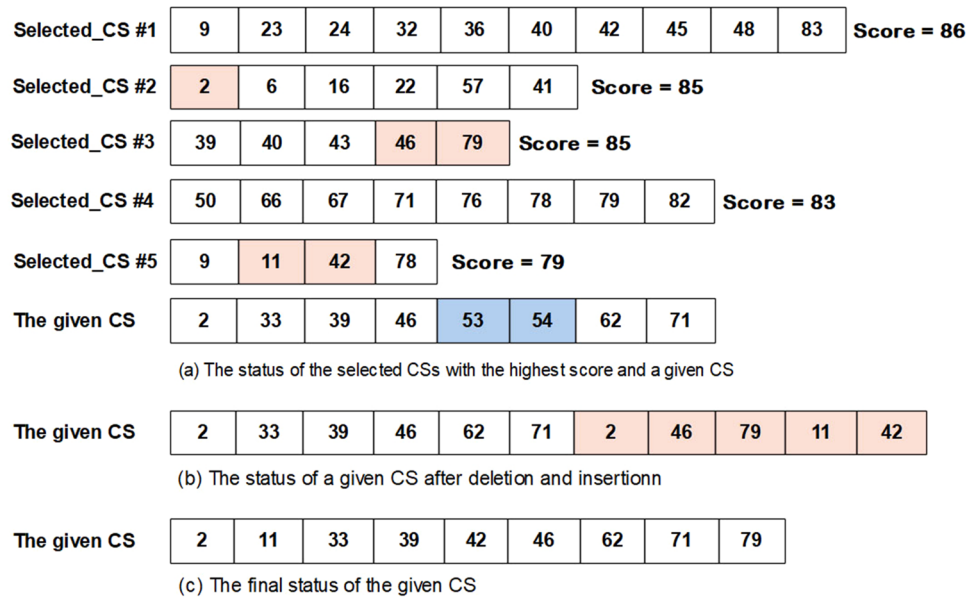 Selected_CS #1 9 23 24 32 36 40 42 45 48 83 Score = 86
Selected_CS #2 2 6 16 22 57 41 Score = 85
Selected_CS #3 39 40 43 46 79 Score = 85
Selected_CS #4 50 66 67 71 76 78 79 82 Score = 83
Selected_CS #5 9 11 42 78 Score = 79
The given CS 2 33 39 46 53 54 62 71
(a) The status of the selected CSs with the highest score and a given CS
The given CS 2 33 39 46 62 71 2 46 79 11 42
(b) The status of a given CS after deletion and insertionn
The given CS 2 11 33 39 42 46 62 71 79
(c) The final status of the given CS